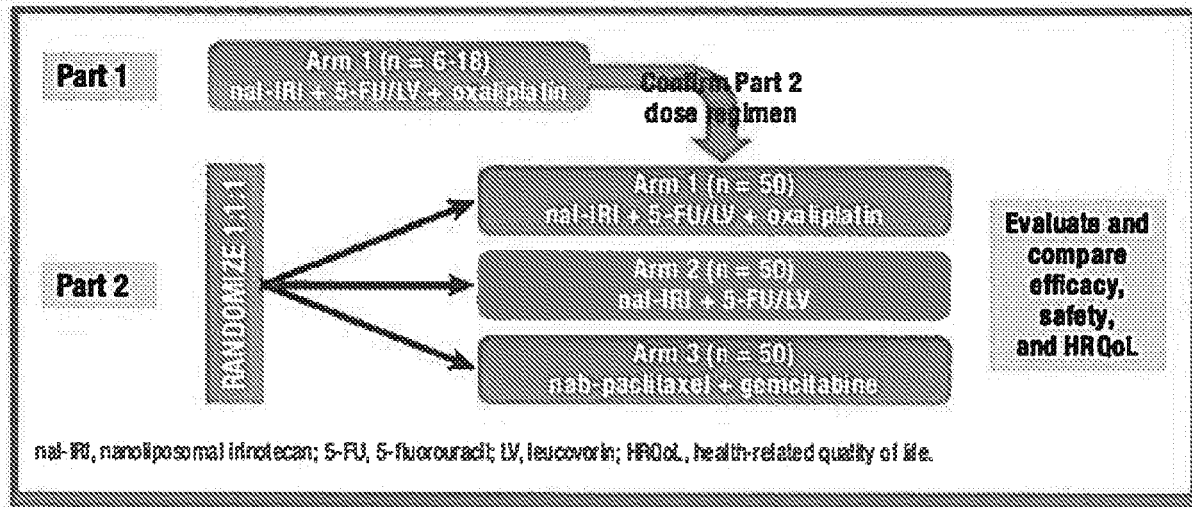 Part 1
Arm 1 (n = 6-18)
nal-IRI + 5-FU/LV + oxaliplatin
Confirm Part 2
dose regimen
Part 2
RANDOMIZE 1:1:1
Arm 1 (n = 50)
nal-IRI + 5-FU/LV + oxaliplatin
Arm 2 (n = 50)
nal-IRI + 5-FU/LV
Arm 3 (n = 50)
nab-paclitaxel + gemcitabine
Evaluate and
compare
efficacy,
safety,
and HRQoL
nal-IRI, nanoliposomal irinotecan; 5-FU, 5-fluorouracil; LV, leucovorin; HRQoL, health-related quality of life.